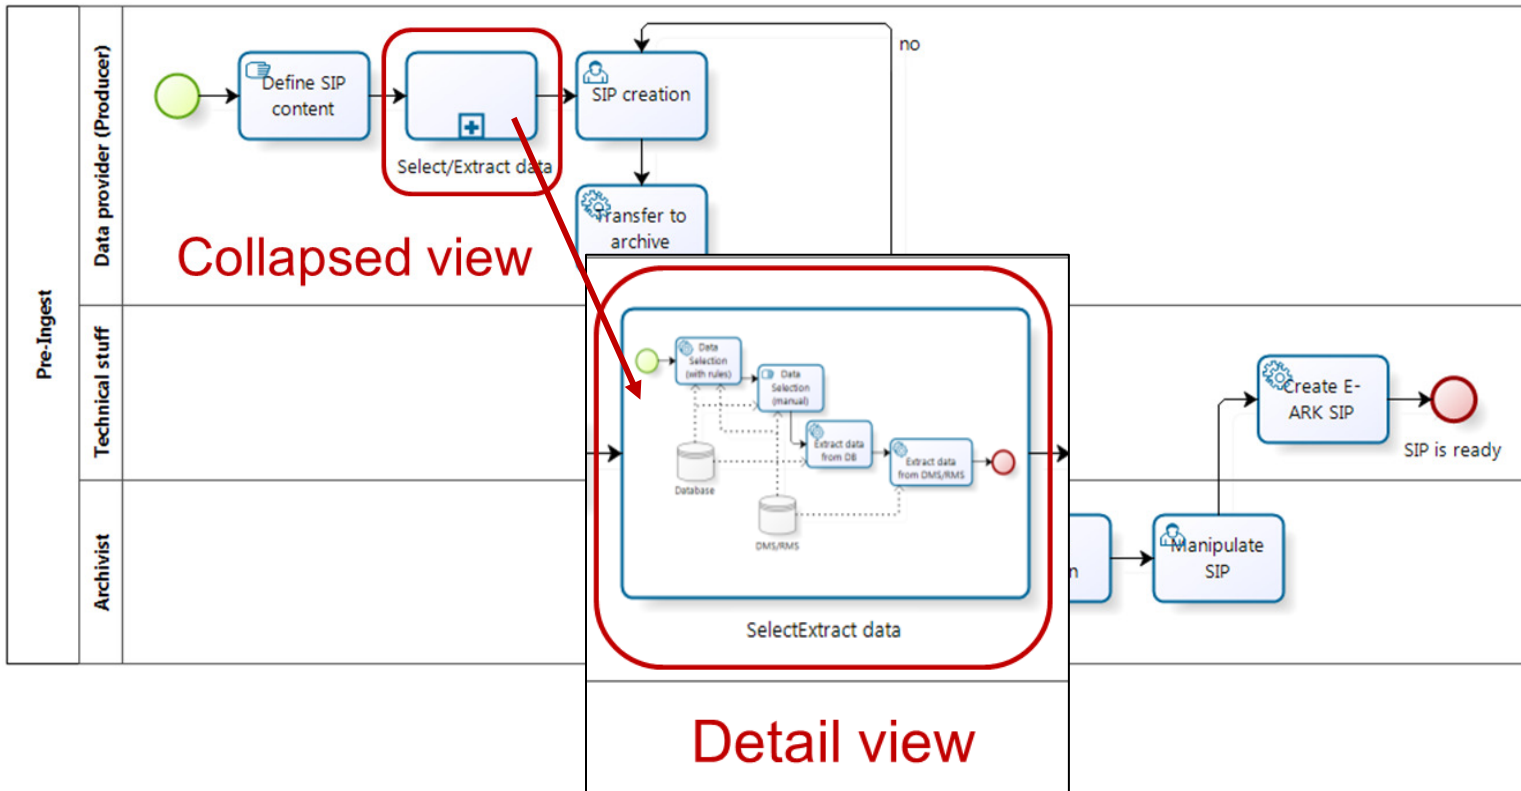 Pre-Ingest
Data provider (Producer)
Define SIP
content
Select/Extract data
SIP creation
no
Transfer to
archive
Collapsed view
Technical stuff
Data
Selection
(with rules)
Data
Selection
(manual)
Extract data
from DB
Extract data
from DMS/RMS
Database
DMS/RMS
SelectExtract data
Create E-
ARK SIP
SIP is ready
Archivist
n
Manipulate
SIP
Detail view